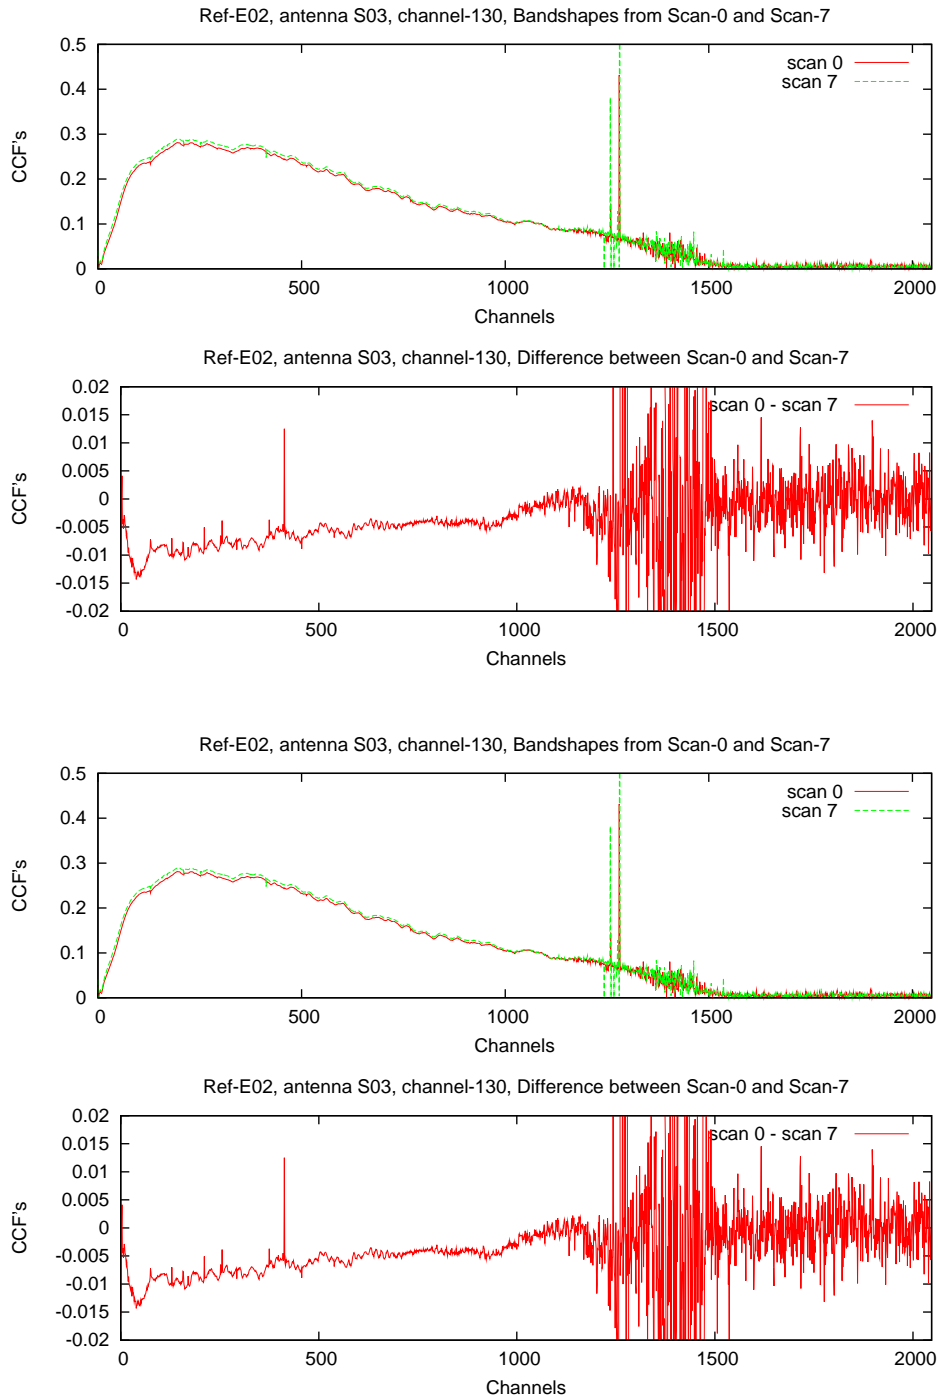 Ref-E02, antenna S03, channel-130, Bandshapes from Scan-0 and Scan-7
0.5
0.4
0.3
0.2
0.1
0
CCF's
scan 0
scan 7
0 500 1000 1500 2000
Channels
Ref-E02, antenna S03, channel-130, Difference between Scan-0 and Scan-7
0.02
0.015
0.01
0.005
0
-0.005
-0.01
-0.015
-0.02
CCF's
scan 0 - scan 7
0 500 1000 1500 2000
Channels
Ref-E02, antenna S03, channel-130, Bandshapes from Scan-0 and Scan-7
0.5
0.4
0.3
0.2
0.1
0
CCF's
scan 0
scan 7
0 500 1000 1500 2000
Channels
Ref-E02, antenna S03, channel-130, Difference between Scan-0 and Scan-7
0.02
0.015
0.01
0.005
0
-0.005
-0.01
-0.015
-0.02
CCF's
scan 0 - scan 7
0 500 1000 1500 2000
Channels